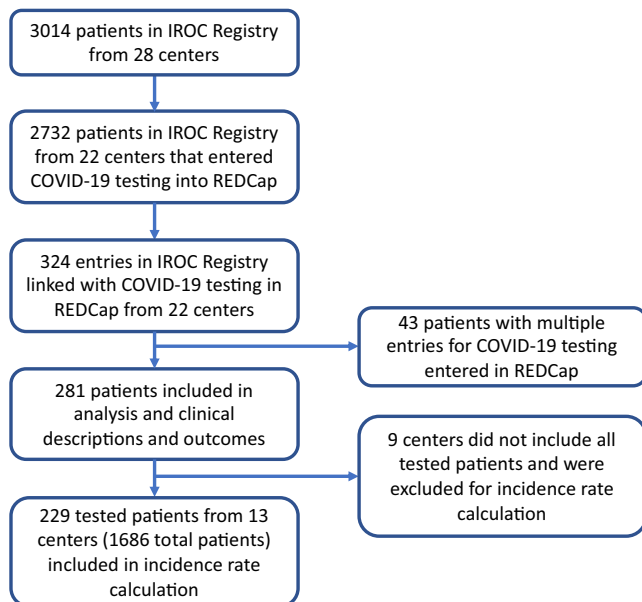 3014 patients in IROC Registry
from 28 centers
2732 patients in IROC Registry
from 22 centers that entered
COVID-19 testing into REDCap
324 entries in IROC Registry
linked with COVID-19 testing in
REDCap from 22 centers
43 patients with multiple
entries for COVID-19 testing
entered in REDCap
281 patients included in
analysis and clinical
descriptions and outcomes
9 centers did not include all
tested patients and were
excluded for incidence rate
calculation
229 tested patients from 13
centers (1686 total patients)
included in incidence rate
calculation